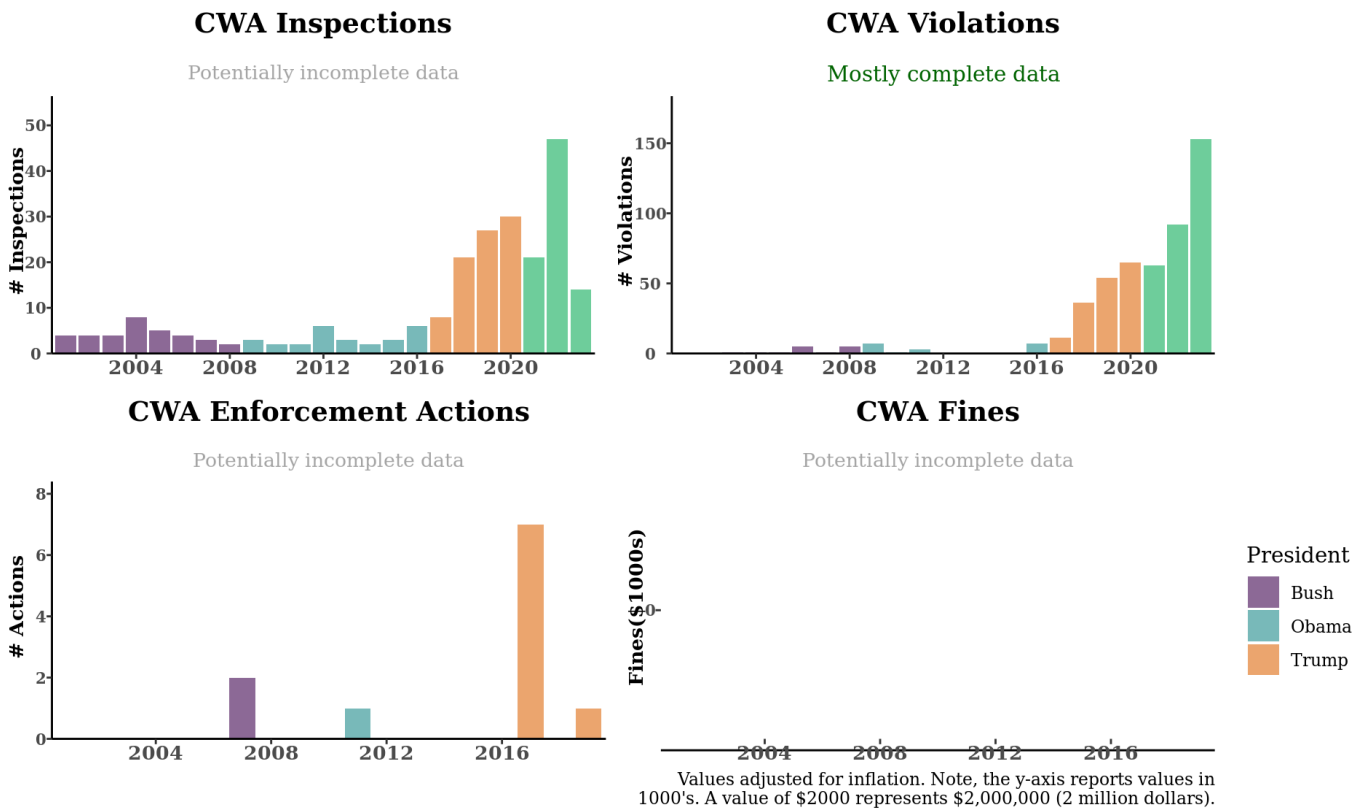 CWA Inspections
Potentially incomplete data
# Inspections
50
40
30
20
10
0
2004 2008 2012 2016 2020
CWA Violations
Mostly complete data
# Violations
150
100
50
0
2004 2008 2012 2016 2020
CWA Enforcement Actions
Potentially incomplete data
# Actions
8
6
4
2
0
2004 2008 2012 2016
CWA Fines
Potentially incomplete data
Fines($1000s)
0
2004 2008 2012 2016
Values adjusted for inflation. Note, the y-axis reports values in
1000's. A value of $2000 represents $2,000,000 (2 million dollars).
President
Bush
Obama
Trump